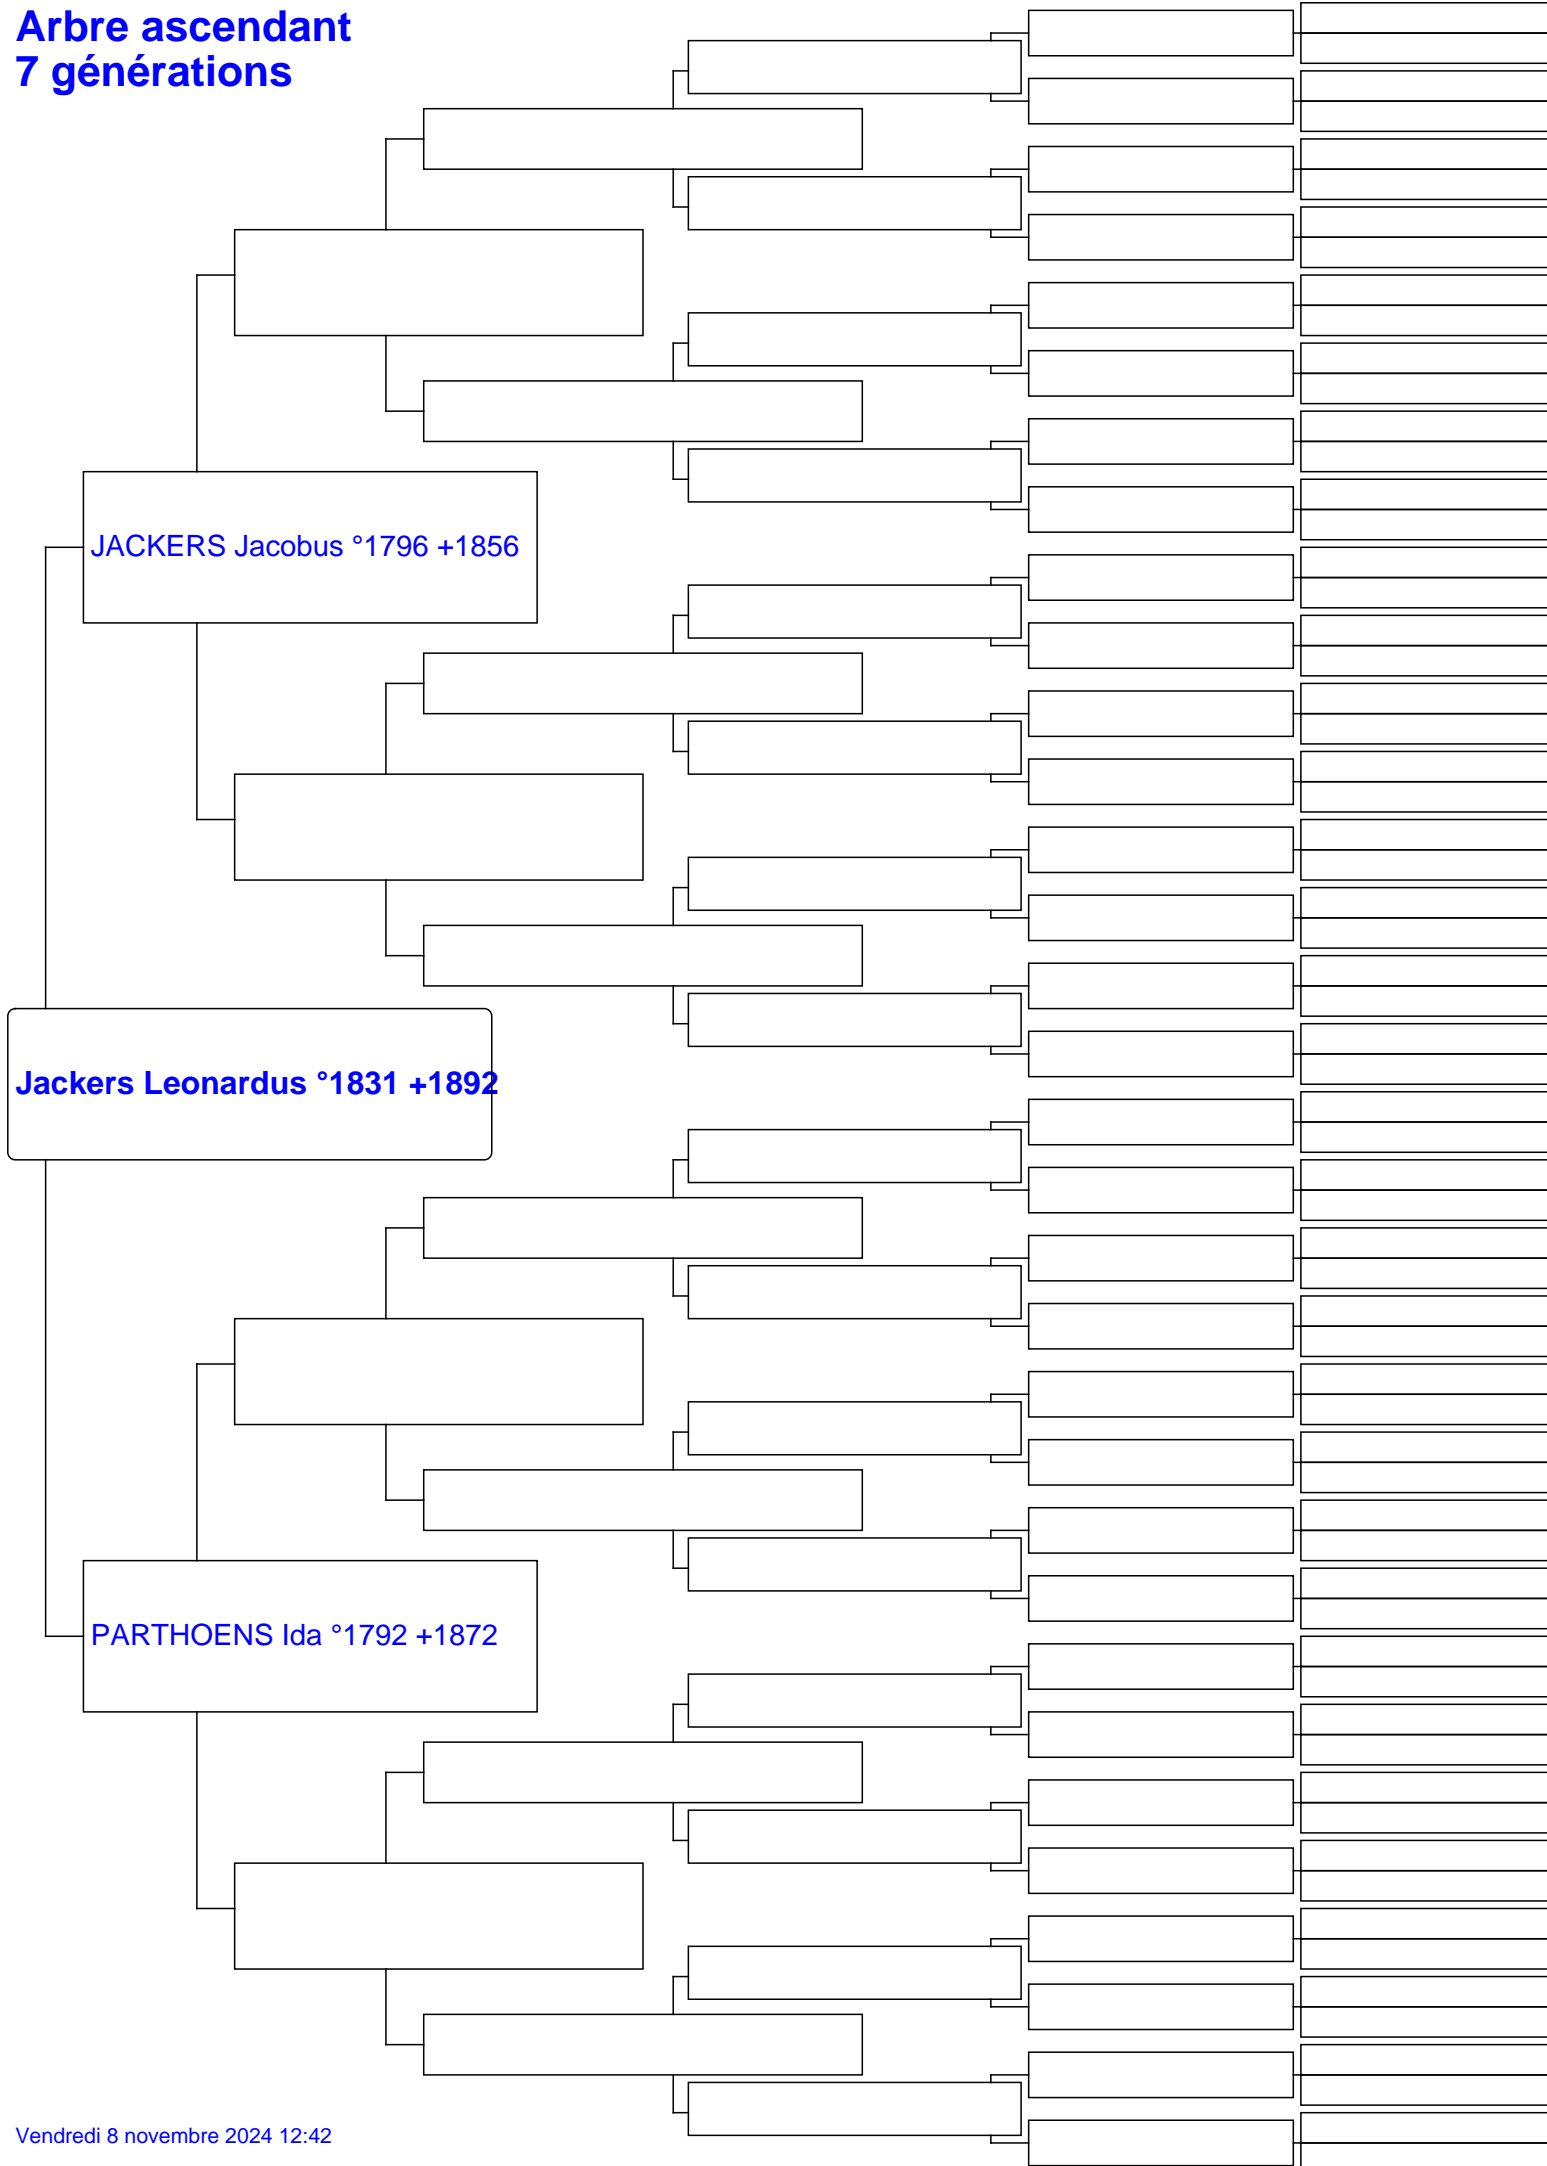 Arbre ascendant
7 générations
JACKERS Jacobus °1796 +1856
Jackers Leonardus °1831 +1892
PARTHOENS Ida °1792 +1872
Vendredi 8 novembre 2024 12:42